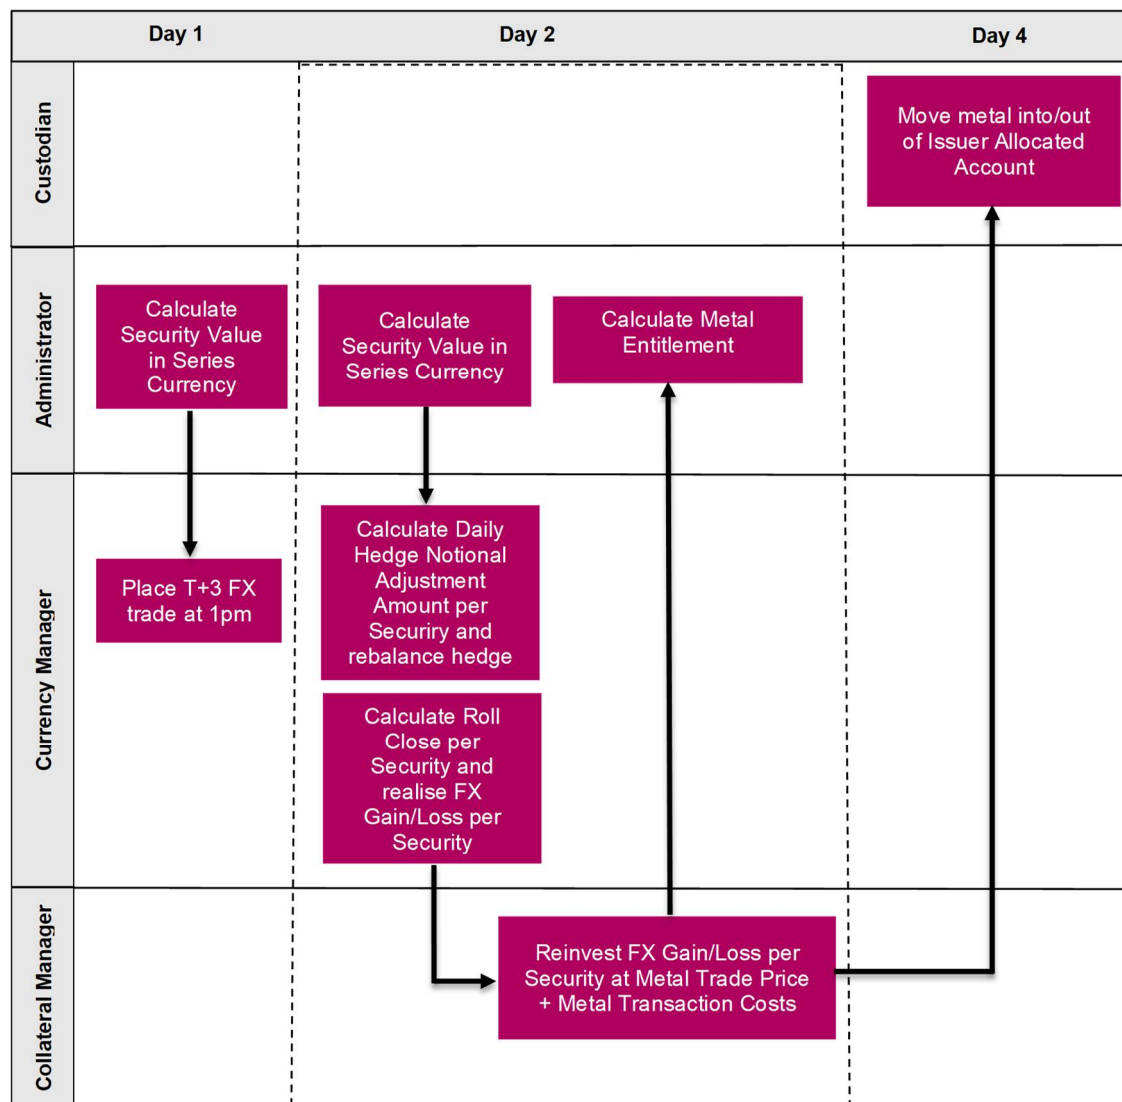 Day 1
Day 2
Day 4
Custodian
Move metal into/out
of Issuer Allocated
Account
Administrator
Calculate
Security Value
in Series
Currency
Calculate
Security Value in
Series Currency
Calculate Metal
Entitlement
Currency Manager
Place T+3 FX
trade at 1pm
Calculate Daily
Hedge Notional
Adjustment
Amount per
Securiry and
rebalance hedge
Calculate Roll
Close per
Security and
realise FX
Gain/Loss per
Security
Collateral Manager
Reinvest FX Gain/Loss per
Security at Metal Trade Price
+ Metal Transaction Costs